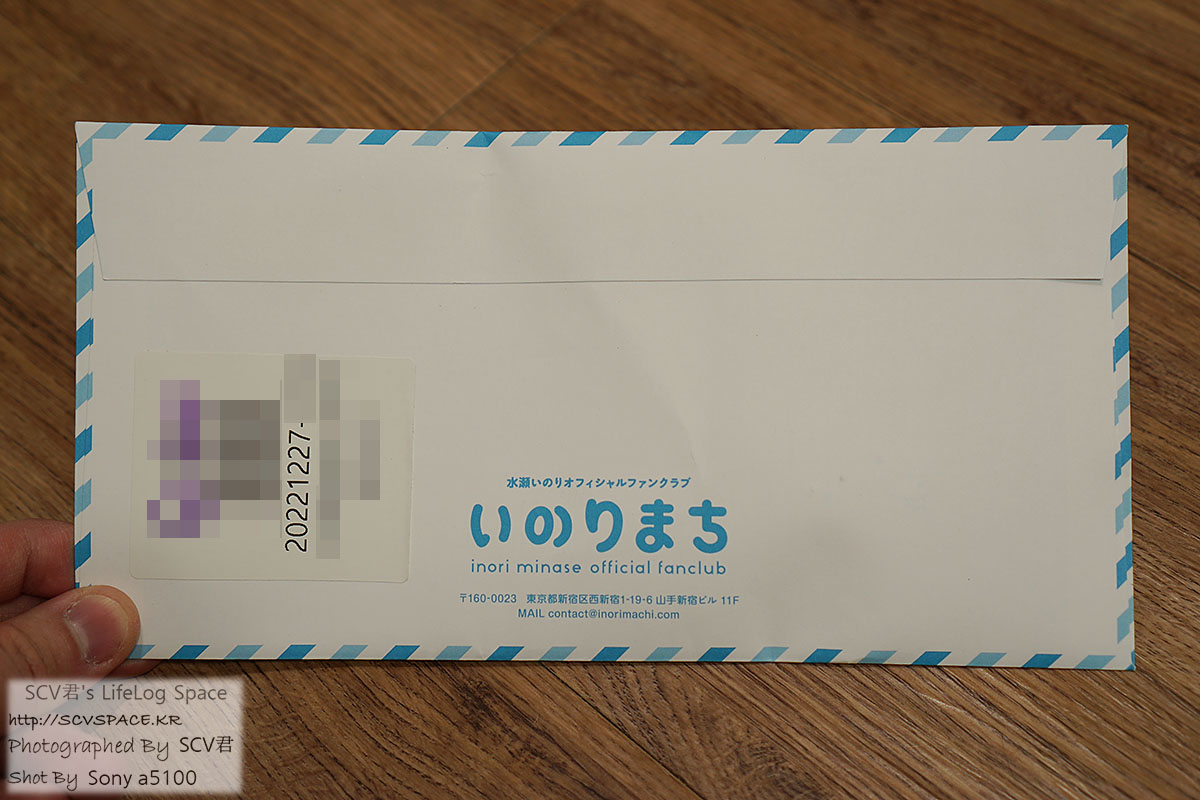 20221227-
水瀬いのりオフィシャルファンクラブ
いのりまち
inori minase official fanclub
〒160-0023 東京都新宿区西新宿1-19-6 山手新宿ビル 11F
MAIL contact@inorimachi.com
SCV君's LifeLog Space
http://SCVSPACE.KR
Photographed By SCV君
Shot By Sony a5100